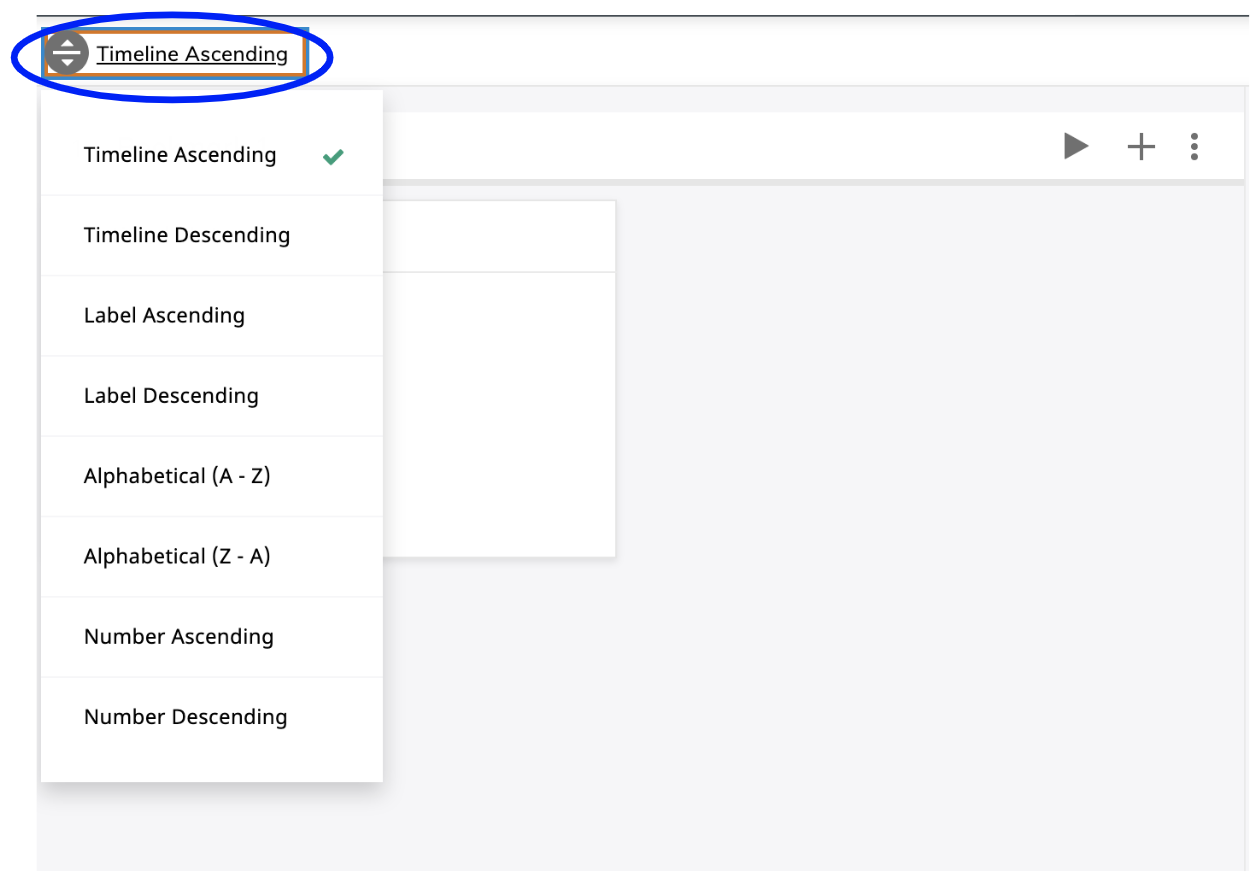 Timeline Ascending
Timeline Ascending
Timeline Descending
Label Ascending
Label Descending
Alphabetical (A - Z)
Alphabetical (Z - A)
Number Ascending
Number Descending